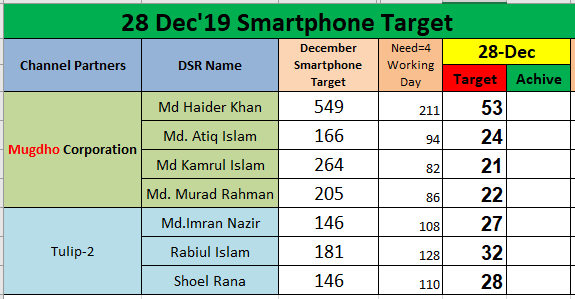 28 Dec'19 Smartphone Target
Channel Partners DSR Name December Smartphone Target Need=4 Working Day 28-Dec
Target Achive
Mugdho Corporation Md Haider Khan 549 211 53
Md. Atiq Islam 166 94 24
Md Kamrul Islam 264 82 21
Md. Murad Rahman 205 86 22
Tulip-2 Md.Imran Nazir 146 108 27
Rabiul Islam 181 128 32
Shoel Rana 146 110 28